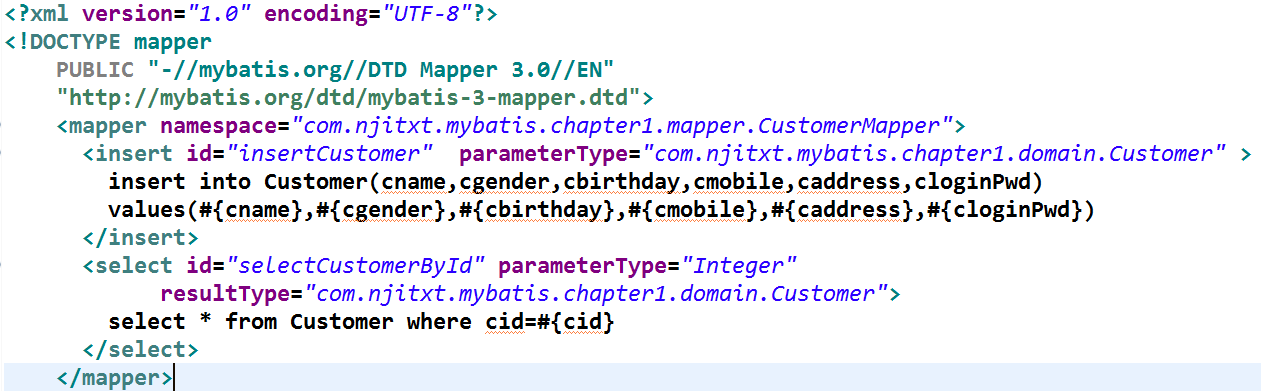 <?xml version="1.0" encoding="UTF-8"?>
<!DOCTYPE mapper
PUBLIC "-//mybatis.org//DTD Mapper 3.0//EN"
"http://mybatis.org/dtd/mybatis-3-mapper.dtd">
<mapper namespace="com.njitxt.mybatis.chapter1.mapper.CustomerMapper">
<insert id="insertCustomer"  parameterType="com.njitxt.mybatis.chapter1.domain.Customer" >
insert into Customer(cname,cgender,cbirthday,cmobile,caddress,cloginPwd)
values(#{cname},#{cgender},#{cbirthday},#{cmobile},#{caddress},#{cloginPwd})
</insert>
<select id="selectCustomerById" parameterType="Integer"
resultType="com.njitxt.mybatis.chapter1.domain.Customer">
select * from Customer where cid=#{cid}
</select>
</mapper>